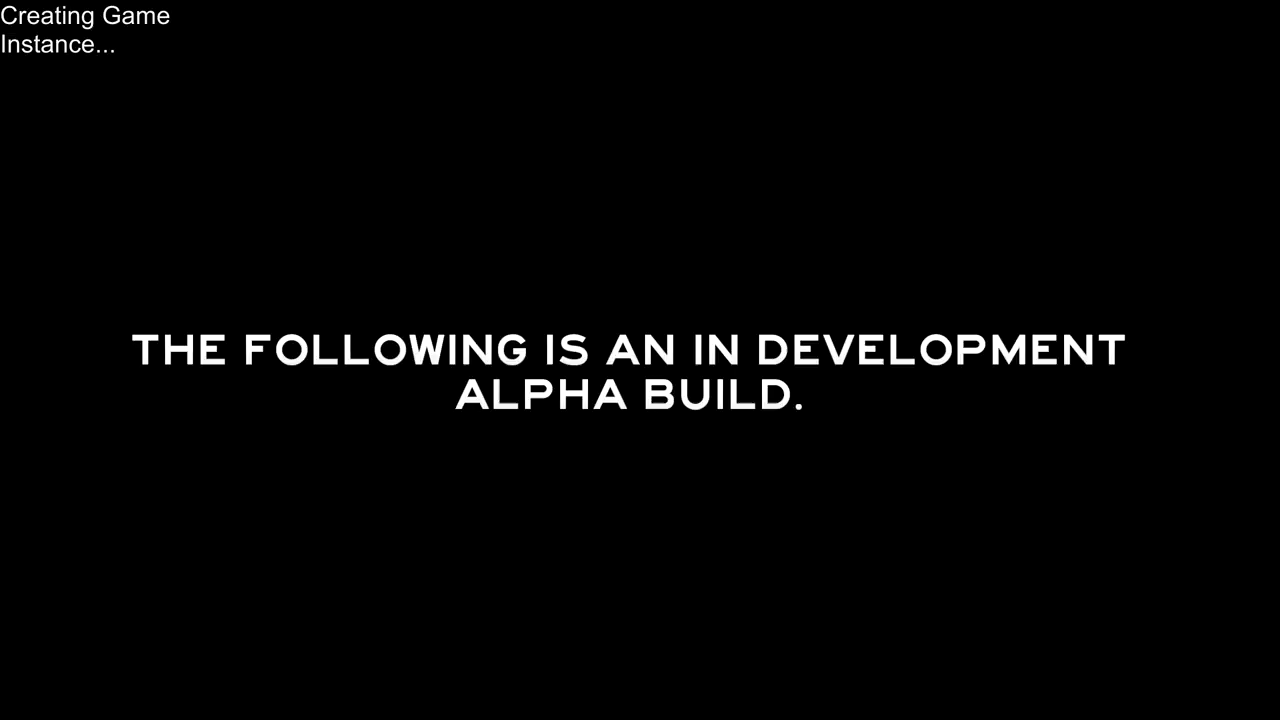 Creating Game
Instance...
THE FOLLOWING IS AN IN DEVELOPMENT
ALPHA BUILD.